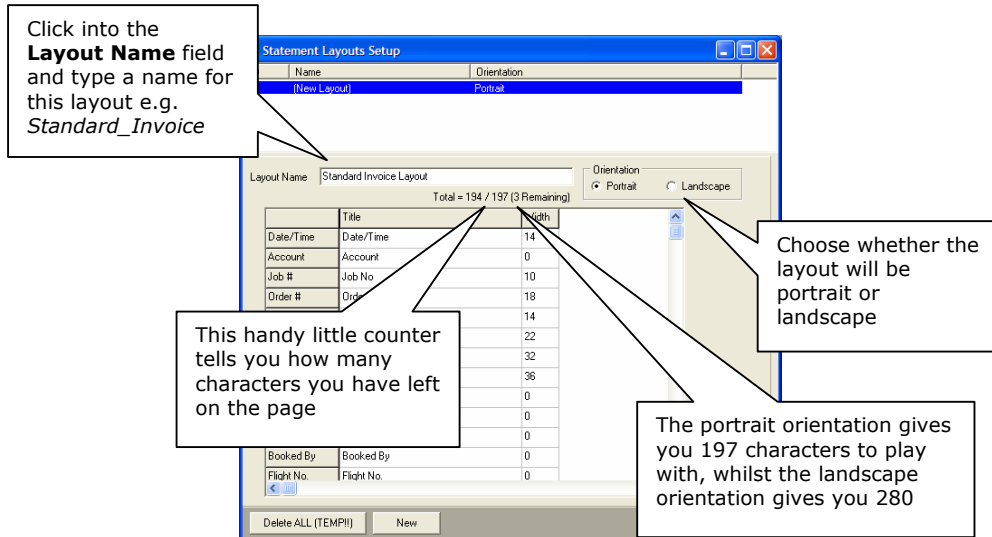 Click into the
Layout Name field
and type a name for
this layout e.g.
Standard_Invoice
Statement Layouts Setup
Name Orientation
(New Layout) Portrait
Layout Name Standard Invoice Layout
Orientation
Portrait Landscape
Total = 194 / 197 (3 Remaining)
Title
Date/Time Date/Time 14
Account Account 0
Job # Job No 10
Order # 18
14
22
32
36
0
0
0
Booked By Booked By 0
Flight No. Flight No. 0
Choose whether the
layout will be
portrait or
landscape
This handy little counter
tells you how many
characters you have left
on the page
The portrait orientation gives
you 197 characters to play
with, whilst the landscape
orientation gives you 280
Delete ALL (TEMP!!) New